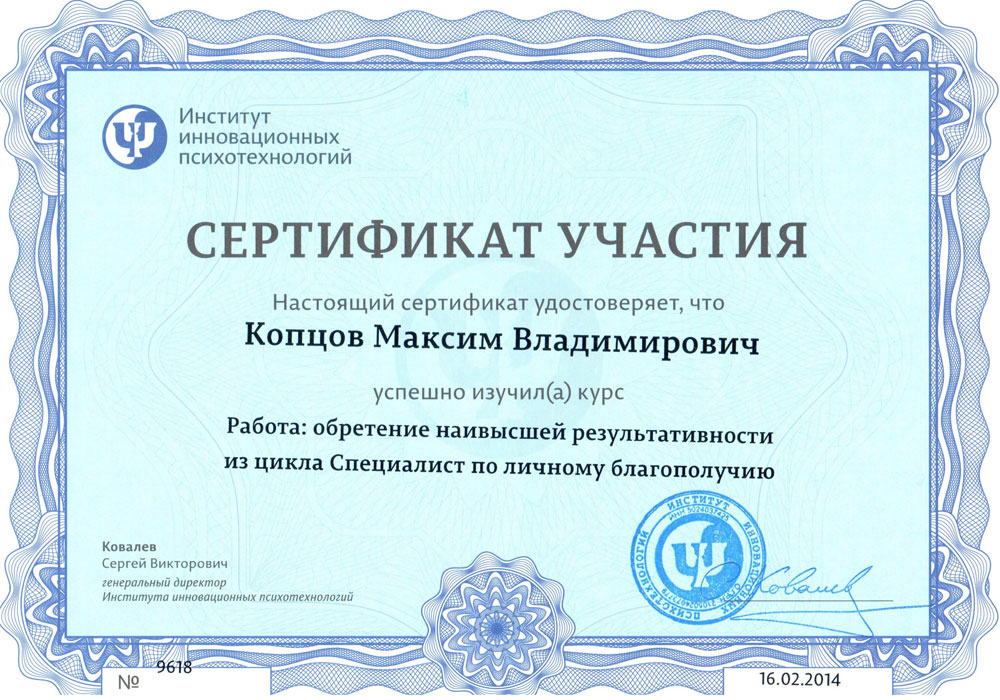 Институт
инновационных
психотехнологий
СЕРТИФИКАТ УЧАСТИЯ
Настоящий сертификат удостоверяет, что
Копцов Максим Владимирович
успешно изучил(а) курс
Работа: обретение наивысшей результативности
из цикла Специалист по личному благополучию
ИНСТИТУТ ИННОВАЦИОННЫХ ПСИХОТЕХНОЛОГИЙ
Ковалев
Сергей Викторович
генеральный директор
Института инновационных психотехнологий
Ковалев
9618
№
16.02.2014